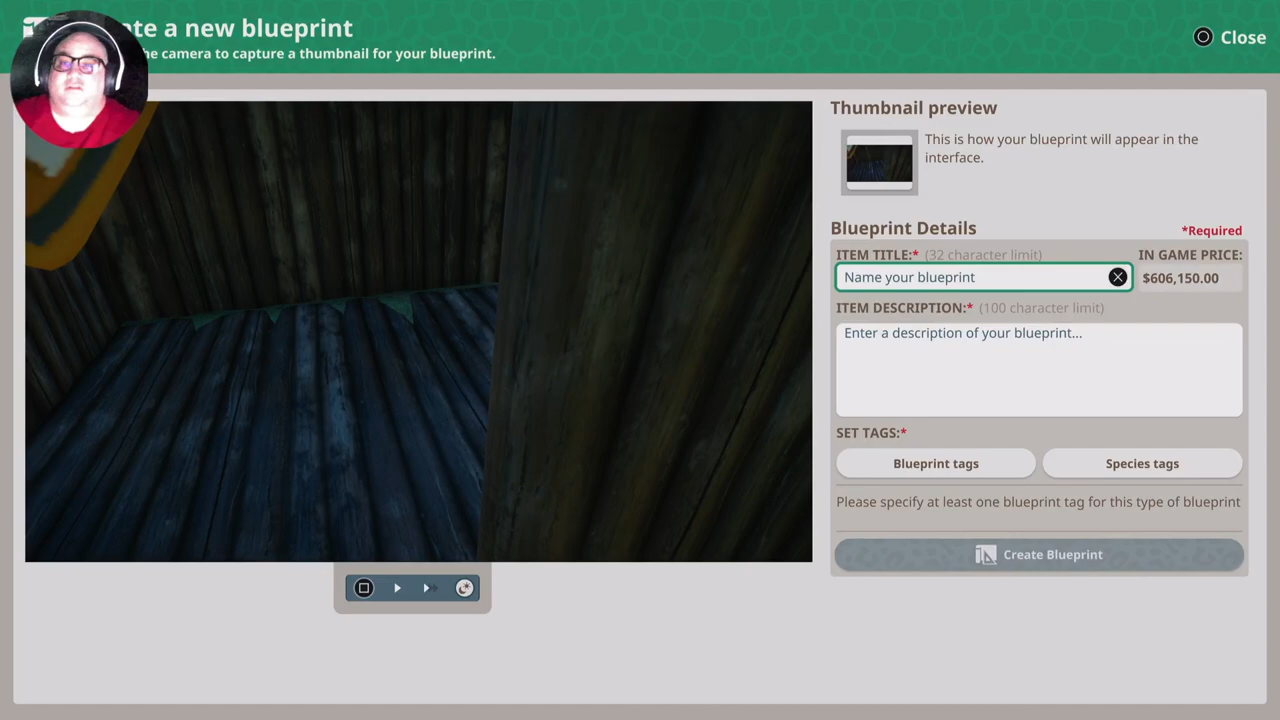 ate a new blueprint
he camera to capture a thumbnail for your blueprint.
Close
Thumbnail preview
This is how your blueprint will appear in the
interface.
Blueprint Details
*Required
ITEM TITLE:* (32 character limit)
IN GAME PRICE:
Name your blueprint
$606,150.00
ITEM DESCRIPTION:* (100 character limit)
Enter a description of your blueprint...
SET TAGS:*
Blueprint tags
Species tags
Please specify at least one blueprint tag for this type of blueprint
Create Blueprint